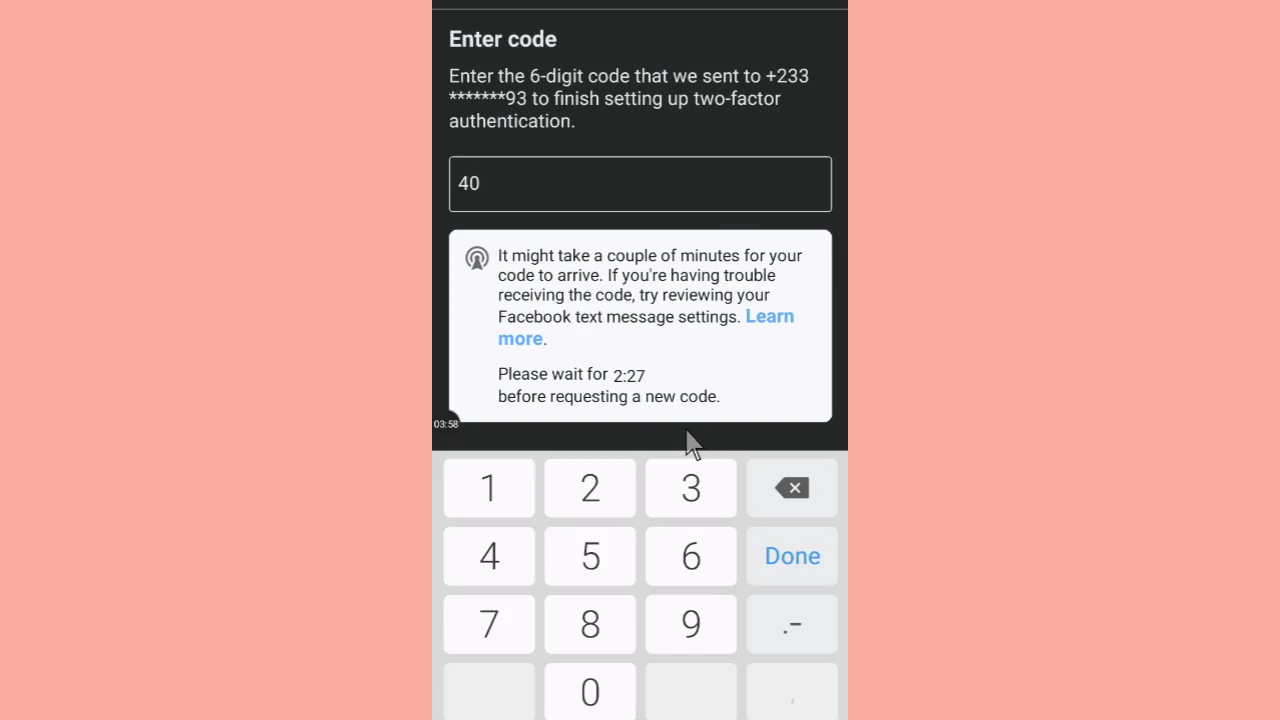 Enter code
Enter the 6-digit code that we sent to +233
*******93 to finish setting up two-factor
authentication.
40
It might take a couple of minutes for your
code to arrive. If you're having trouble
receiving the code, try reviewing your
Facebook text message settings. Learn
more.
Please wait for 2:27
before requesting a new code.
03:58
1 2 3
4 5 6 Done
7 8 9 .-
0 ,